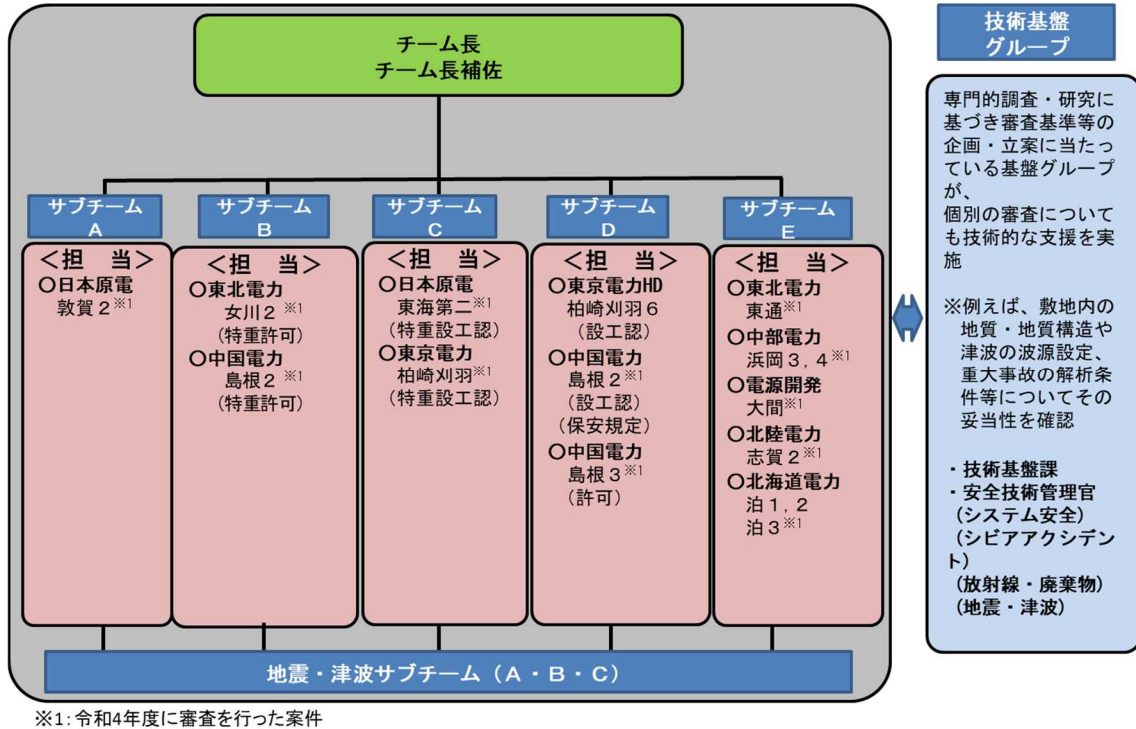 チーム長
チーム長補佐
サブチーム
A
<担 当>
○日本原電
敦賀2※1
サブチーム
B
<担 当>
○東北電力
女川2 ※1
(特重許可)
○中国電力
島根2 ※1
(特重許可)
サブチーム
C
<担 当>
○日本原電
東海第二※1
(特重設工認)
○東京電力
柏崎刈羽※1
(特重設工認)
サブチーム
D
<担 当>
○東京電力HD
柏崎刈羽6
(設工認)
○中国電力
島根2※1
(設工認)
(保安規定)
○中国電力
島根3※1
(許可)
サブチーム
E
<担 当>
○東北電力
東通※1
○中部電力
浜岡3,4※1
○電源開発
大間※1
○北陸電力
志賀2※1
○北海道電力
泊1,2
泊3※1
地震・津波サブチーム(A・B・C)
技術基盤
グループ
専門的調査・研究に
基づき審査基準等の
企画・立案に当たっ
ている基盤グループ
が、
個別の審査について
も技術的な支援を実
施
※例えば、敷地内の
地質・地質構造や
津波の波源設定、
重大事故の解析条
件等についてその
妥当性を確認
・技術基盤課
・安全技術管理官
(システム安全)
(シビアアクシデン
ト)
(放射線・廃棄物)
(地震・津波)
※1:令和4年度に審査を行った案件